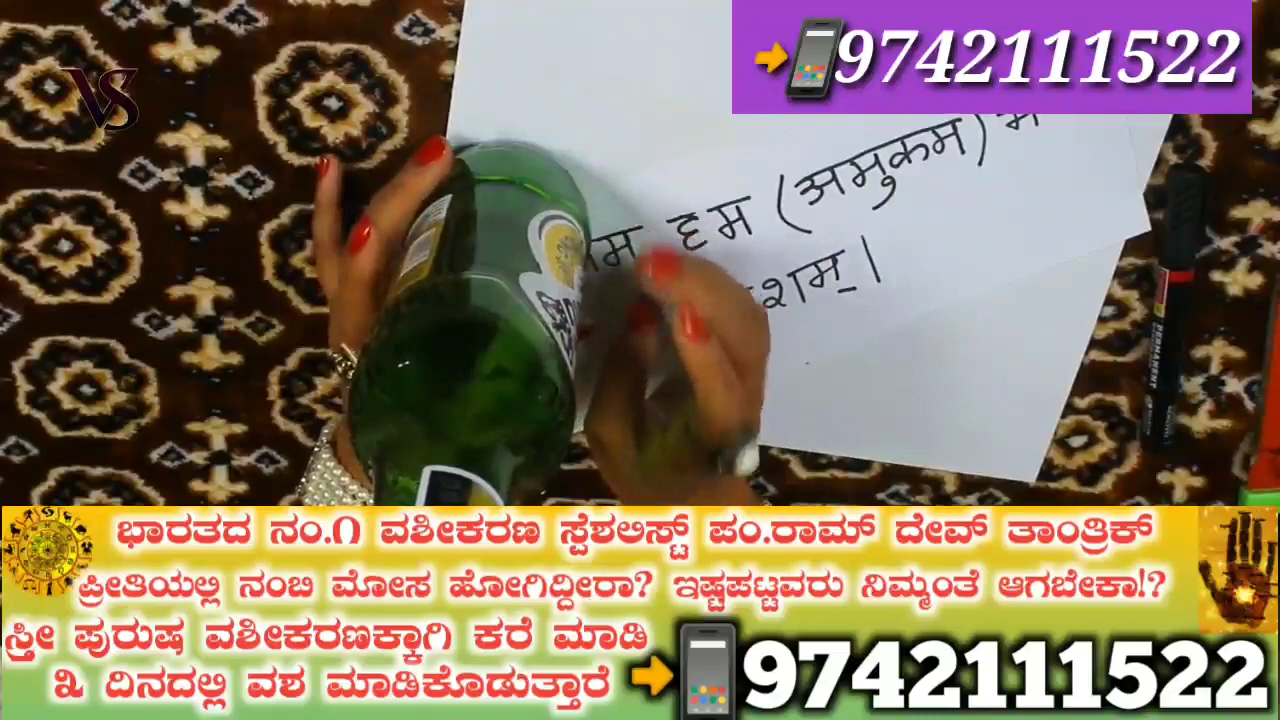 VS
9742111522
(अमुकम) म
म हम
शम्।
PERMANENT
ಭಾರತದ ನಂ.೧ ವಶೀಕರಣ ಸ್ಪೆಶಲಿಸ್ಟ್ ಪಂ.ರಾಮ್ ದೇವ್ ತಾಂತ್ರಿಕ್
ಪ್ರೀತಿಯಲ್ಲಿ ನಂಬಿ ಮೋಸ ಹೋಗಿದ್ದೀರಾ? ಇಷ್ಟಪಟ್ಟವರು ನಿಮ್ಮಂತೆ ಆಗಬೇಕಾ!?
ಸ್ತ್ರೀ ಪುರುಷ ವಶೀಕರಣಕ್ಕಾಗಿ ಕರೆ ಮಾಡಿ
೩ ದಿನದಲ್ಲಿ ವಶ ಮಾಡಿಕೊಡುತ್ತಾರೆ
9742111522